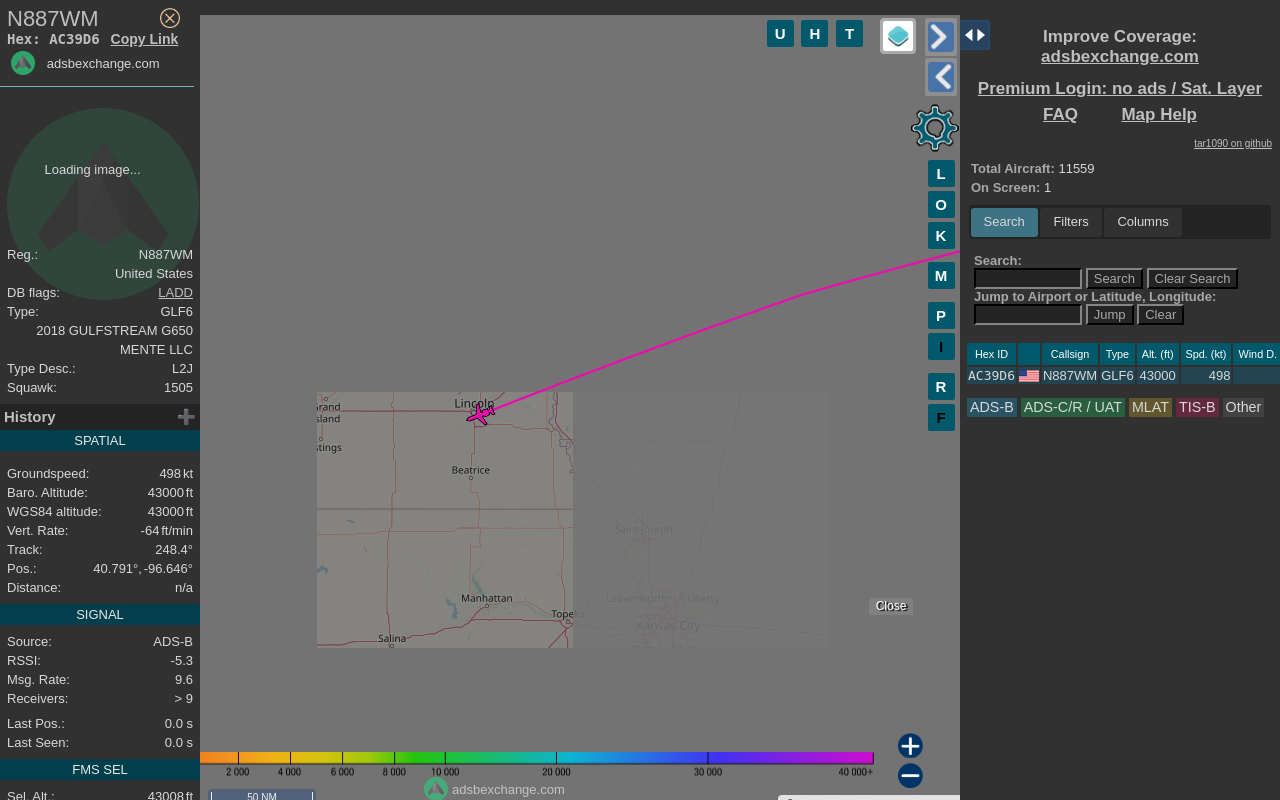 N887WM
Hex: AC39D6 Copy Link
adsbexchange.com
Loading image...
Reg.: N887WM
United States
DB flags: LADD
Type: GLF6
2018 GULFSTREAM G650
MENTE LLC
Type Desc.: L2J
Squawk: 1505
History
SPATIAL
Groundspeed: 498 kt
Baro. Altitude: 43000 ft
WGS84 altitude: 43000 ft
Vert. Rate: -64 ft/min
Track: 248.4°
Pos.: 40.791°, -96.646°
Distance: n/a
SIGNAL
Source: ADS-B
RSSI: -5.3
Msg. Rate: 9.6
Receivers: > 9
Last Pos.: 0.0 s
Last Seen: 0.0 s
FMS SEL
Sel. Alt.: 43008 ft
U H T
L
O
K
M
P
I
R
F
Lincoln
Grand
Island
stings
Beatrice
Saint Joseph
Manhattan
Leavenworth
Liberty
Topeka
Kansas City
Salina
Close
2 000 4 000 6 000 8 000 10 000 20 000 30 000 40 000+
adsbexchange.com
50 NM
Improve Coverage:
adsbexchange.com
Premium Login: no ads / Sat. Layer
FAQ Map Help
tar1090 on github
Total Aircraft: 11559
On Screen: 1
Search Filters Columns
Search:
Search Clear Search
Jump to Airport or Latitude, Longitude:
Jump Clear
Hex ID Callsign Type Alt. (ft) Spd. (kt) Wind D.
AC39D6 N887WM GLF6 43000 498
ADS-B ADS-C/R / UAT MLAT TIS-B Other